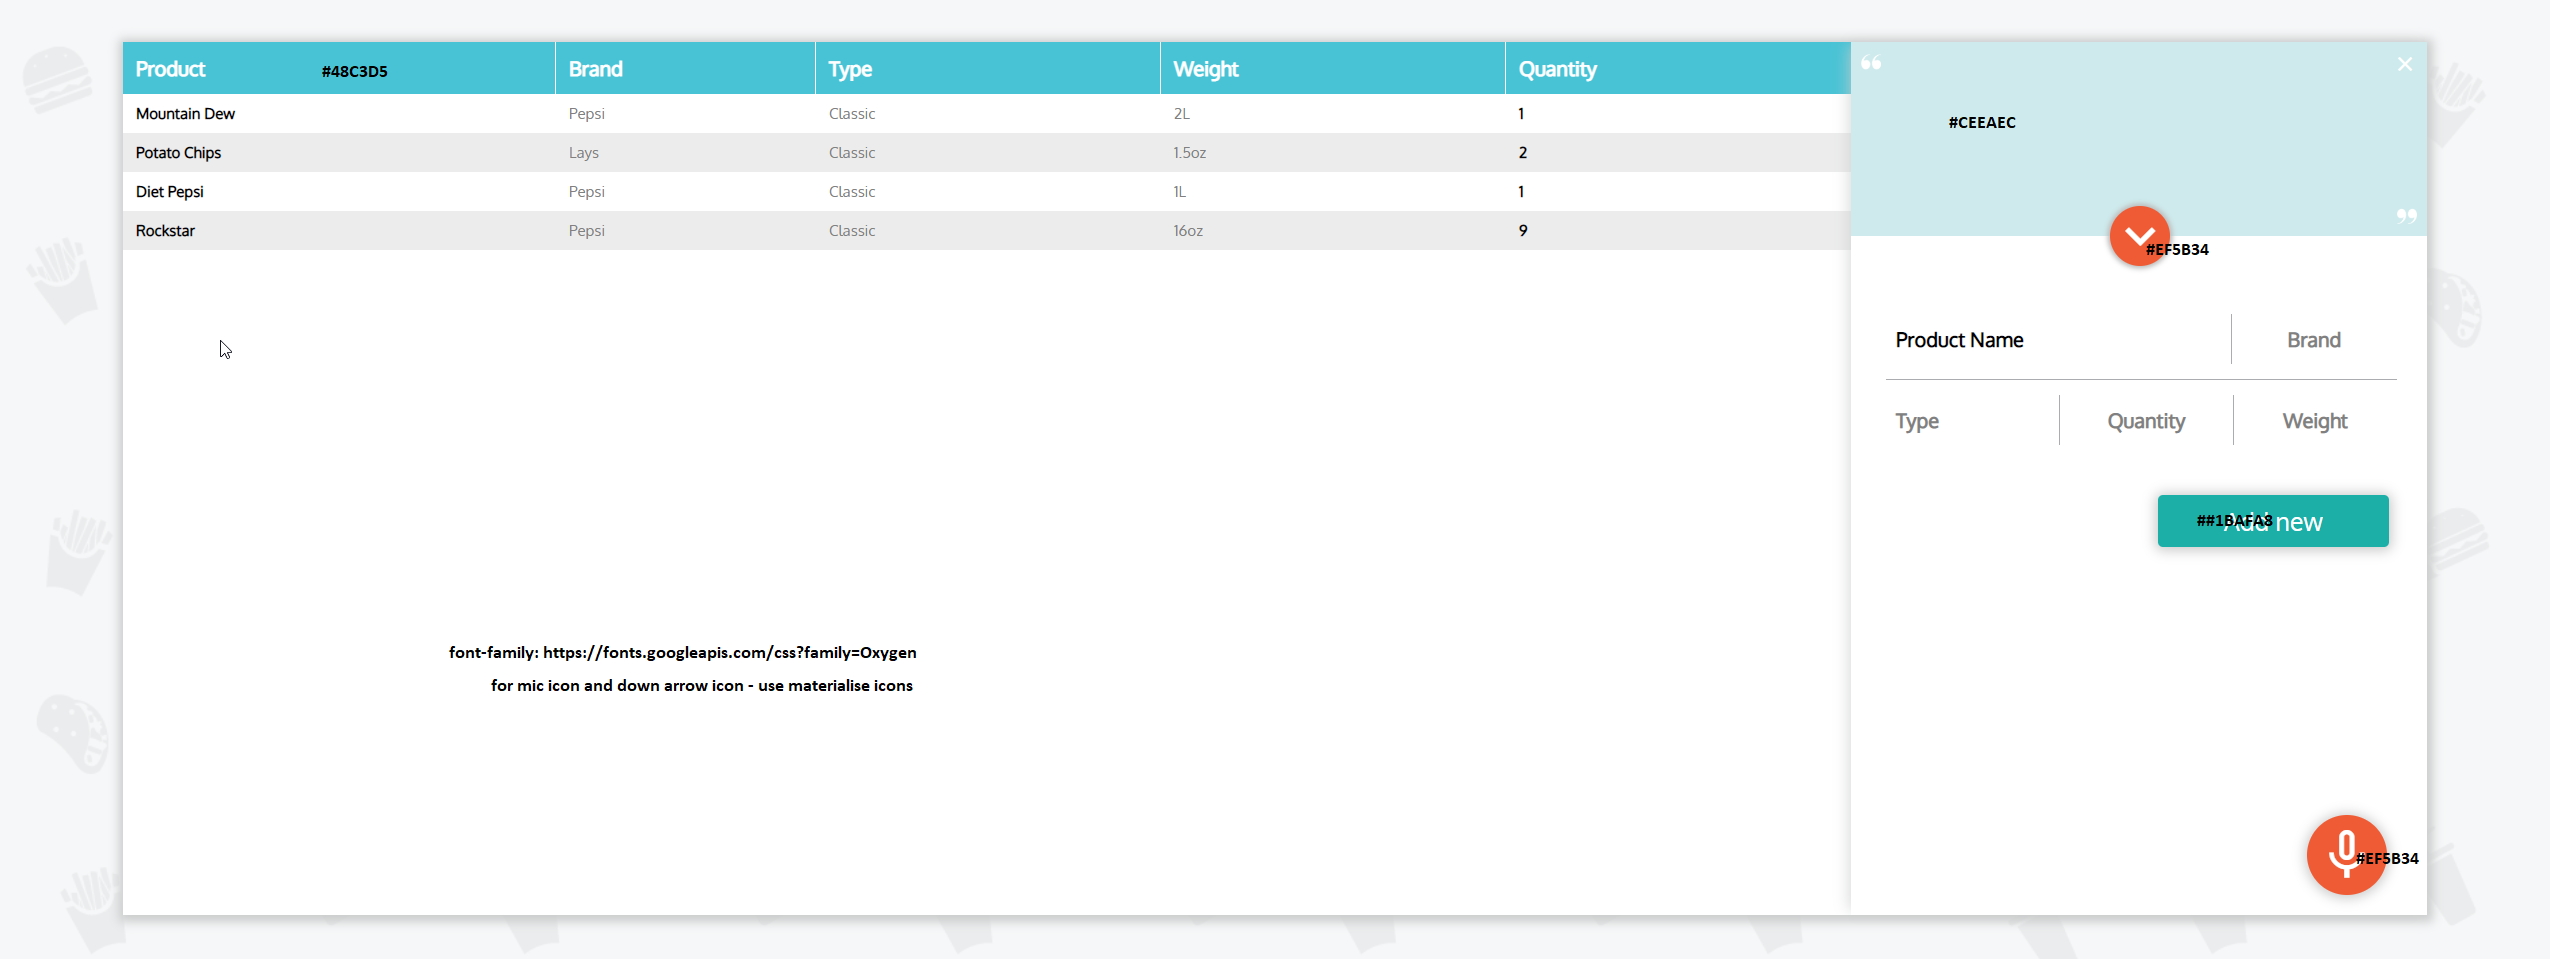 Product #48C3D5 Brand Type Weight Quantity
Mountain Dew Pepsi Classic 2L 1
Potato Chips Lays Classic 1.5oz 2
Diet Pepsi Pepsi Classic 1L 1
Rockstar Pepsi Classic 16oz 9
font-family: https://fonts.googleapis.com/css?family=Oxygen
for mic icon and down arrow icon - use materialise icons
“
#CEEAEC
”
#EF5B34
Product Name Brand
Type Quantity Weight
Add new
##1BAFA8
#EF5B34